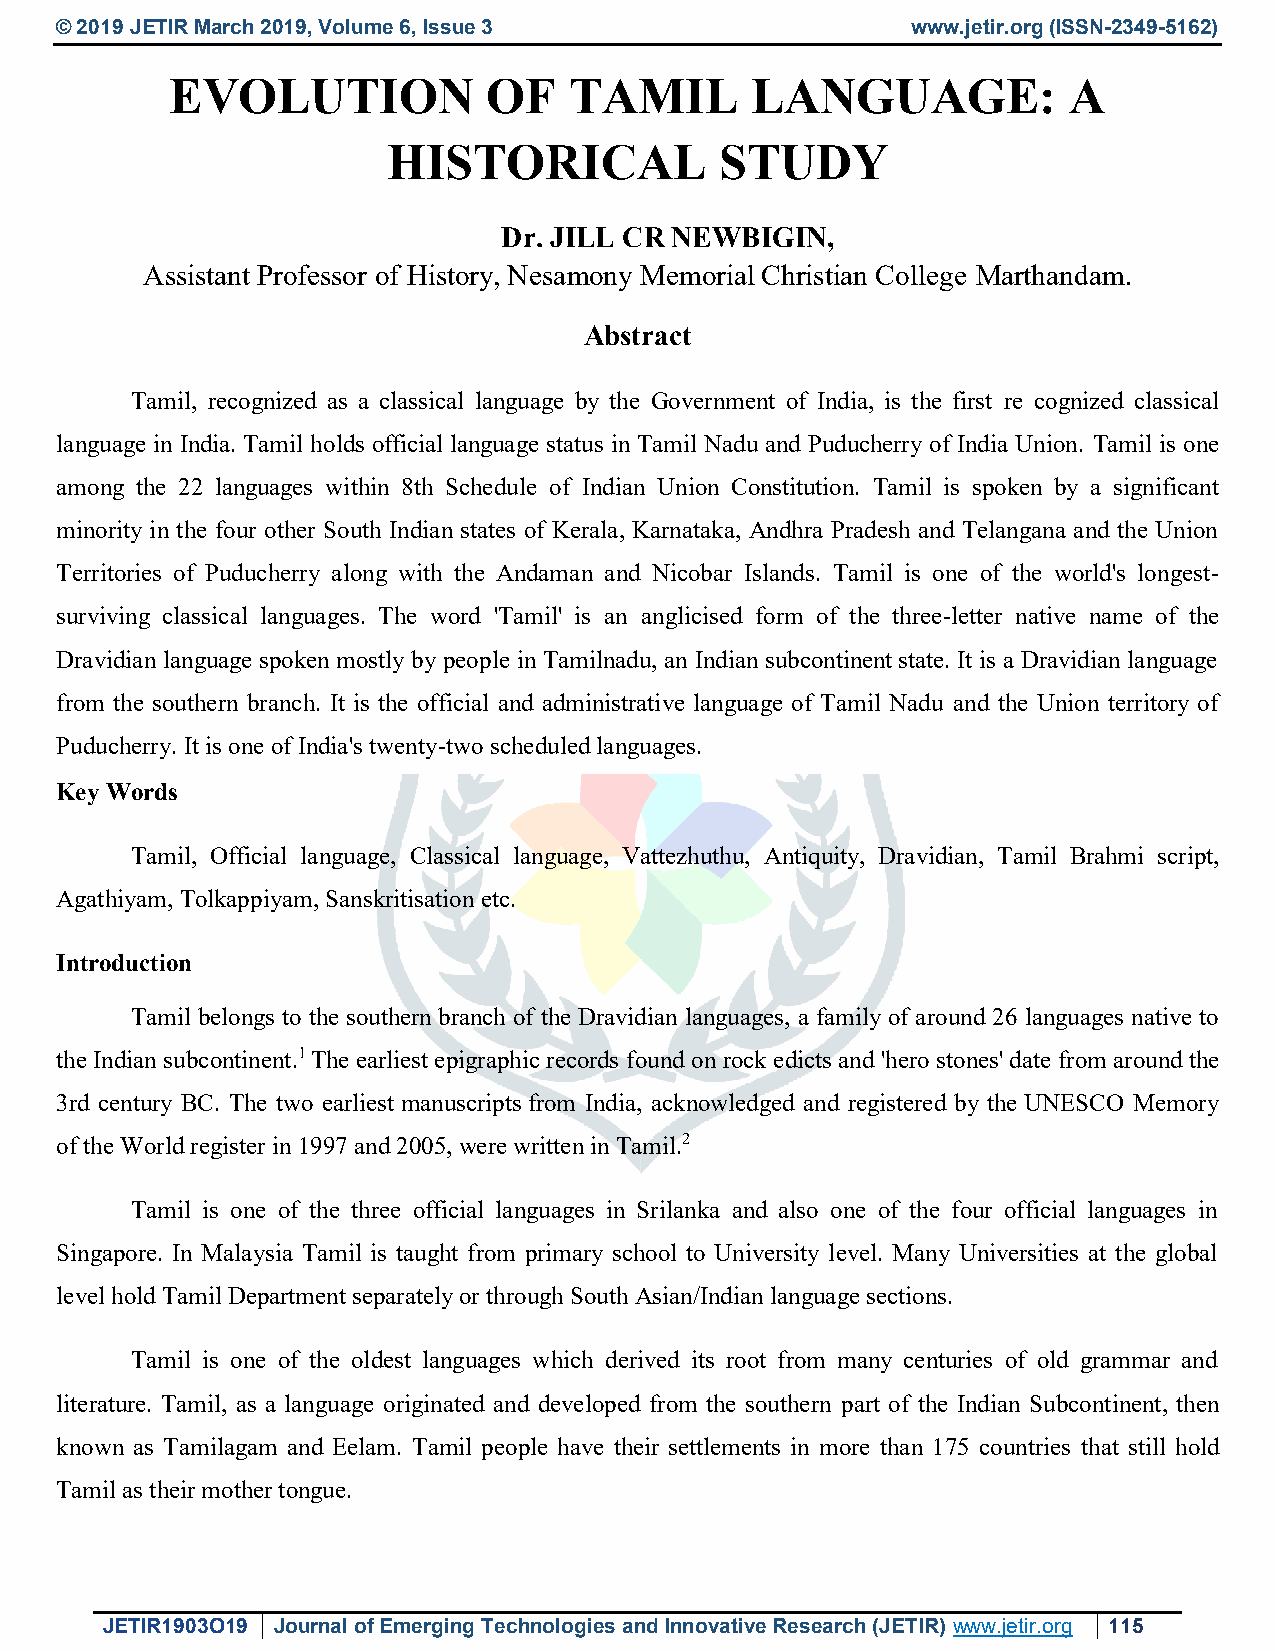 © 2019 JETIR March 2019, Volume 6, Issue 3 www.jetir.org (ISSN-2349-5162)
EVOLUTION OF TAMIL LANGUAGE: A
HISTORICAL STUDY
Dr. JILL CR NEWBIGIN,
Assistant Professor of History, Nesamony Memorial Christian College Marthandam.
Abstract
Tamil, recognized as a classical language by the Government of India, is the first re cognized classical
language in India. Tamil holds official language status in Tamil Nadu and Puducherry of India Union. Tamil is one
among the 22 languages within 8th Schedule of Indian Union Constitution. Tamil is spoken by a significant
minority in the four other South Indian states of Kerala, Karnataka, Andhra Pradesh and Telangana and the Union
Territories of Puducherry along with the Andaman and Nicobar Islands. Tamil is one of the world's longest-
surviving classical languages. The word 'Tamil' is an anglicised form of the three-letter native name of the
Dravidian language spoken mostly by people in Tamilnadu, an Indian subcontinent state. It is a Dravidian language
from the southern branch. It is the official and administrative language of Tamil Nadu and the Union territory of
Puducherry. It is one of India's twenty-two scheduled languages.
Key Words
Tamil, Official language, Classical language, Vattezhuthu, Antiquity, Dravidian, Tamil Brahmi script,
Agathiyam, Tolkappiyam, Sanskritisation etc.
Introduction
Tamil belongs to the southern branch of the Dravidian languages, a family of around 26 languages native to
the Indian subcontinent.1 The earliest epigraphic records found on rock edicts and 'hero stones' date from around the
3rd century BC. The two earliest manuscripts from India, acknowledged and registered by the UNESCO Memory
of the World register in 1997 and 2005, were written in Tamil.2
Tamil is one of the three official languages in Srilanka and also one of the four official languages in
Singapore. In Malaysia Tamil is taught from primary school to University level. Many Universities at the global
level hold Tamil Department separately or through South Asian/Indian language sections.
Tamil is one of the oldest languages which derived its root from many centuries of old grammar and
literature. Tamil, as a language originated and developed from the southern part of the Indian Subcontinent, then
known as Tamilagam and Eelam. Tamil people have their settlements in more than 175 countries that still hold
Tamil as their mother tongue.
JETIR1903O19 Journal of Emerging Technologies and Innovative Research (JETIR) www.jetir.org 115